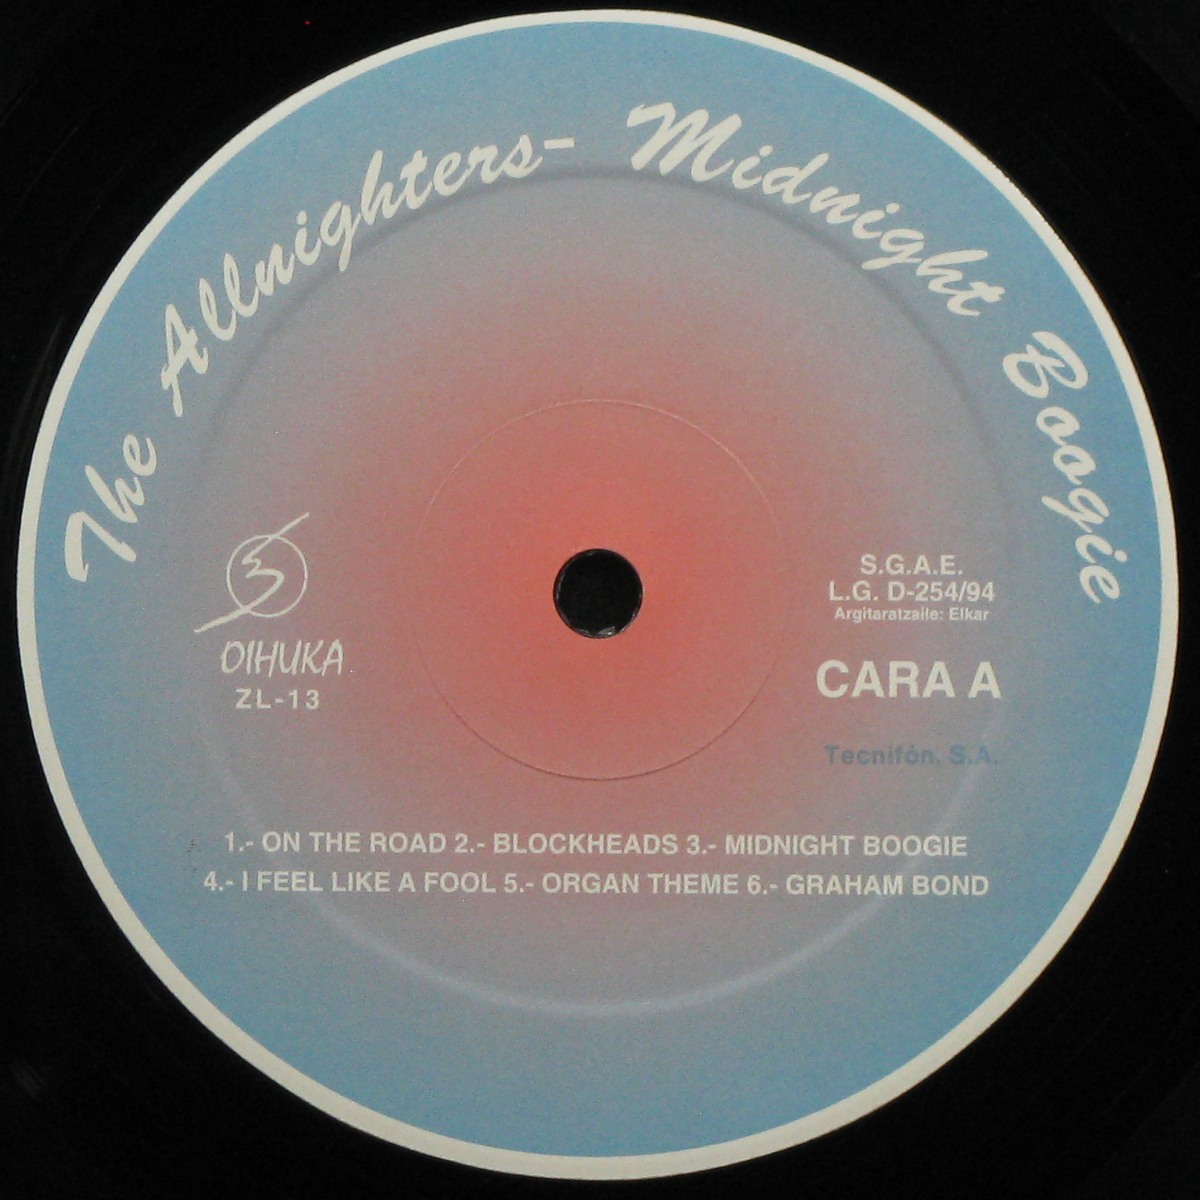 The Allnighters- Midnight Boogie
OIHUKA
ZL-13
S.G.A.E.
L.G. D-254/94
Argitaratzaile: Elkar
CARA A
Tecnifón, S.A.
1.- ON THE ROAD 2.- BLOCKHEADS 3.- MIDNIGHT BOOGIE
4.- I FEEL LIKE A FOOL 5.- ORGAN THEME 6.- GRAHAM BOND